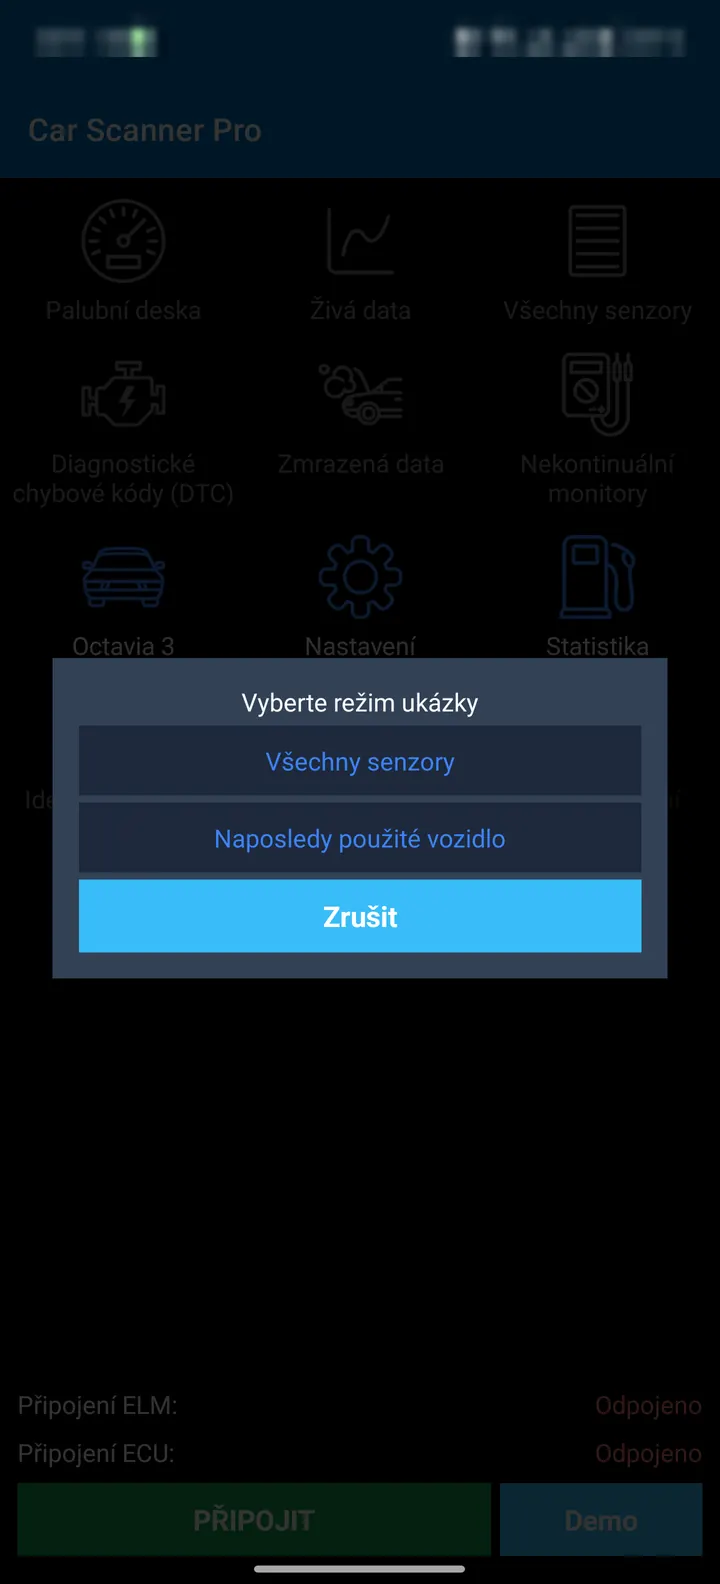 Car Scanner Pro
Palubní deska
Živá data
Všechny senzory
Diagnostické
chybové kódy (DTC)
Zmrazená data
Nekontinuální
monitory
Octavia 3
Nastavení
Statistika
Vyberte režim ukázky
Všechny senzory
Naposledy použité vozidlo
Zrušit
Připojení ELM:
Odpojeno
Připojení ECU:
Odpojeno
PŘIPOJIT
Demo